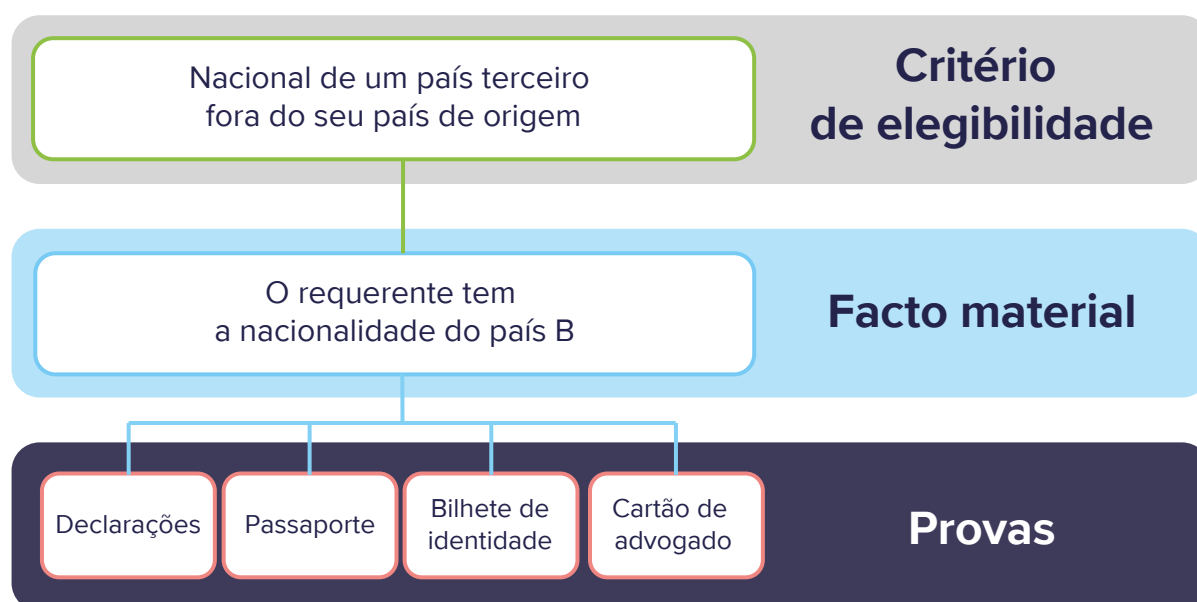 Nacional de um país terceiro
fora do seu país de origem
Critério
de elegibilidade
O requerente tem
a nacionalidade do país B
Facto material
Declarações
Passaporte
Bilhete de
identidade
Cartão de
advogado
Provas